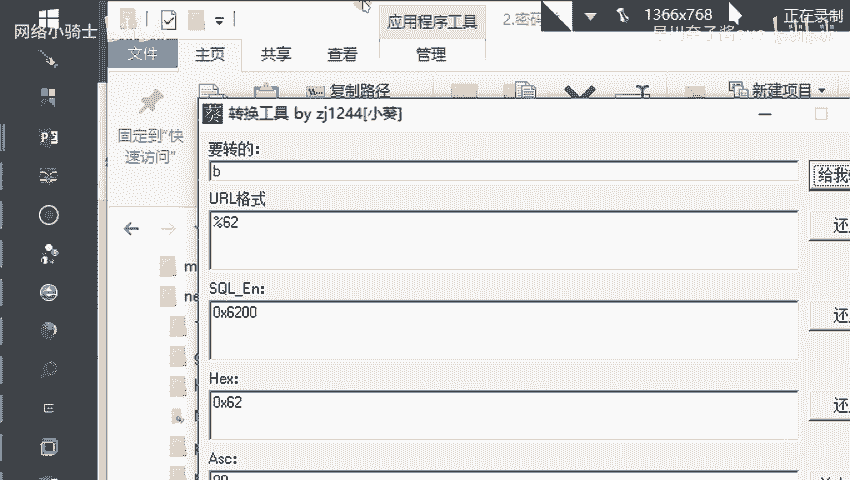 应用程序工具
1366x768
正在录制
网络小骑士
文件
主页
共享
查看
管理
复制路径
新建项目
固定到"快
速访问"
转换工具 by zj1244[小葵]
要转的:
b
给我
URL格式
%62
还
SQL_En:
0x6200
还
Hex:
0x62
还
Asc: